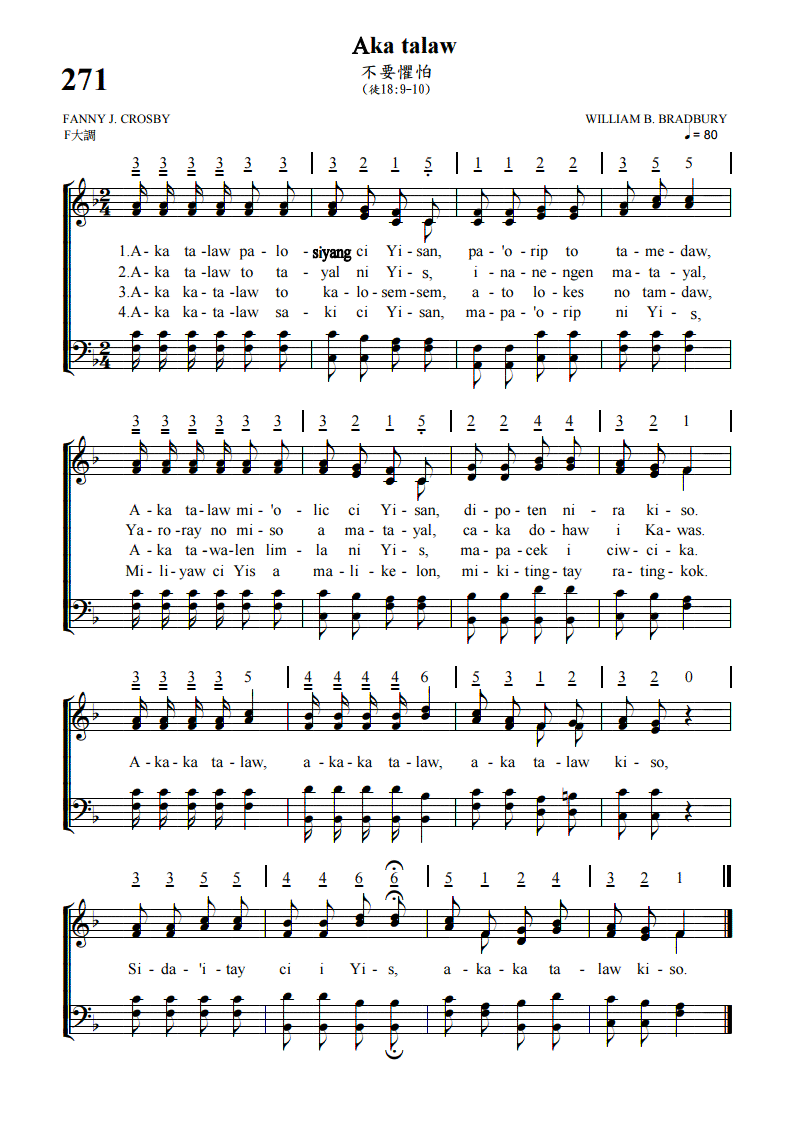 Aka talaw
271
不要懼怕
(徒18:9-10)
FANNY J. CROSBY WILLIAM B. BRADBURY
F大調 ♩= 80
3 3 3 3 3 3 | 3 2 1 5 | 1 1 2 2 | 3 5 5 |
1.A- ka ta-law pa- lo- siyang ci Yi- san, pa- 'o- rip to ta- me- daw,
2.A- ka ta-law to ta- yal ni Yi- s, i - na- ne- ngen ma- ta - yal,
3.A- ka ka - ta- law to ka- lo- sem- sem, a- to lo- kes no tam- daw,
4.A- ka ka- ta-law sa- ki ci Yi- san, ma- pa- 'o- rip ni Yi - s,
3 3 3 3 3 3 | 3 2 1 5 | 2 2 4 4 | 3 2 1 |
A - ka ta-law mi- 'o- lic ci Yi- san, di- po- ten ni - ra ki- so.
Ya- ro- ray no mi- so a ma- ta- yal, ca- ka do- haw i Ka- was.
A - ka ta- wa- len lim - la ni Yi- s, ma- pa- cek i ciw- ci- ka.
Mi- li- yaw ci Yis a ma- li - ke- lon, mi- ki- ting- tay ra- ting- kok.
3 3 3 3 5 | 4 4 4 4 6 | 5 3 1 2 | 3 2 0 |
A - ka- ka ta- law, a- ka- ka ta- law, a - ka ta- law ki - so,
3 3 5 5 | 4 4 6 6 | 5 1 2 4 | 3 2 1
Si- da- 'i- tay ci i Yi- s, a - ka- ka ta - law ki- so.